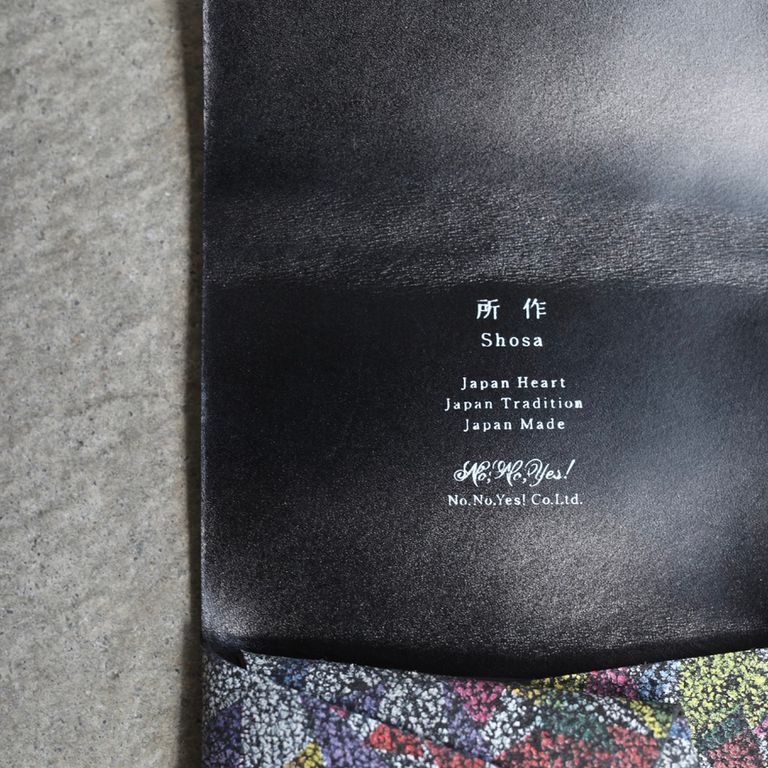 所 作
Shosa
Japan Heart
Japan Tradition
Japan Made
No, No, Yes!
No.No.Yes! Co.Ltd.